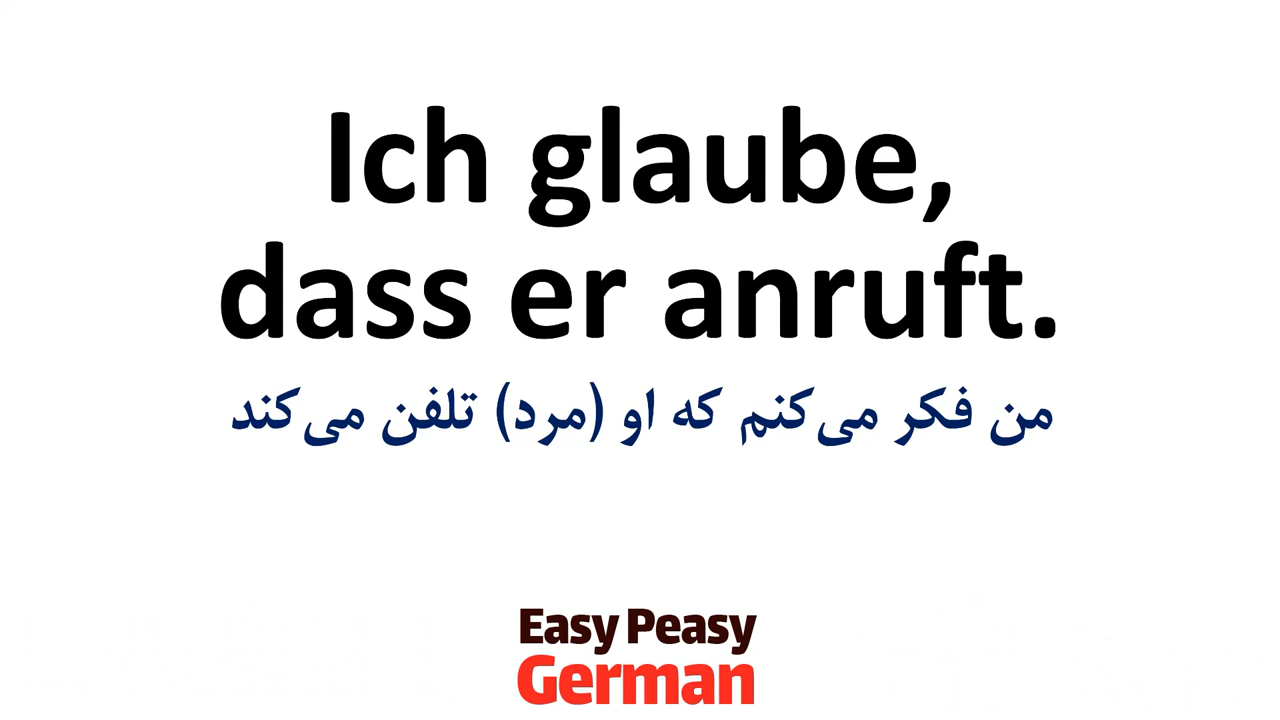 Ich glaube,
dass er anruft.
من فکر می‌کنم که او (مرد) تلفن می‌کند
Easy Peasy
German